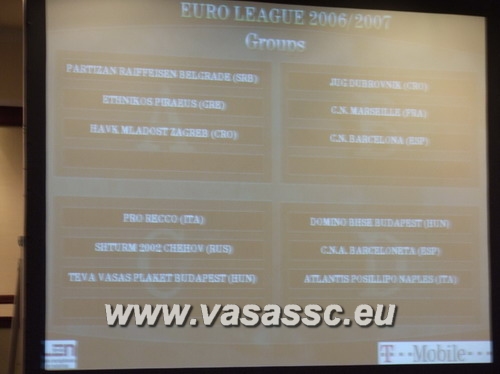 EURO LEAGUE 2006/2007
Groups
PARTIZAN RAIFFEISEN BELGRADE (SRB)
ETHNIKOS PIRAEUS (GRE)
HAVK MLADOST ZAGREB (CRO)
JUG DUBROVNIK (CRO)
C.N. MARSEILLE (FRA)
C.N. BARCELONA (ESP)
PRO RECCO (ITA)
SHTURM 2002 CHEHOV (RUS)
TEVA VASAS PLAKET BUDAPEST (HUN)
DOMINO BHSE BUDAPEST (HUN)
C.N.A. BARCELONETA (ESP)
ATLANTIS POSILLIPO NAPLES (ITA)
www.vasassc.eu
LEN
T--Mobile---